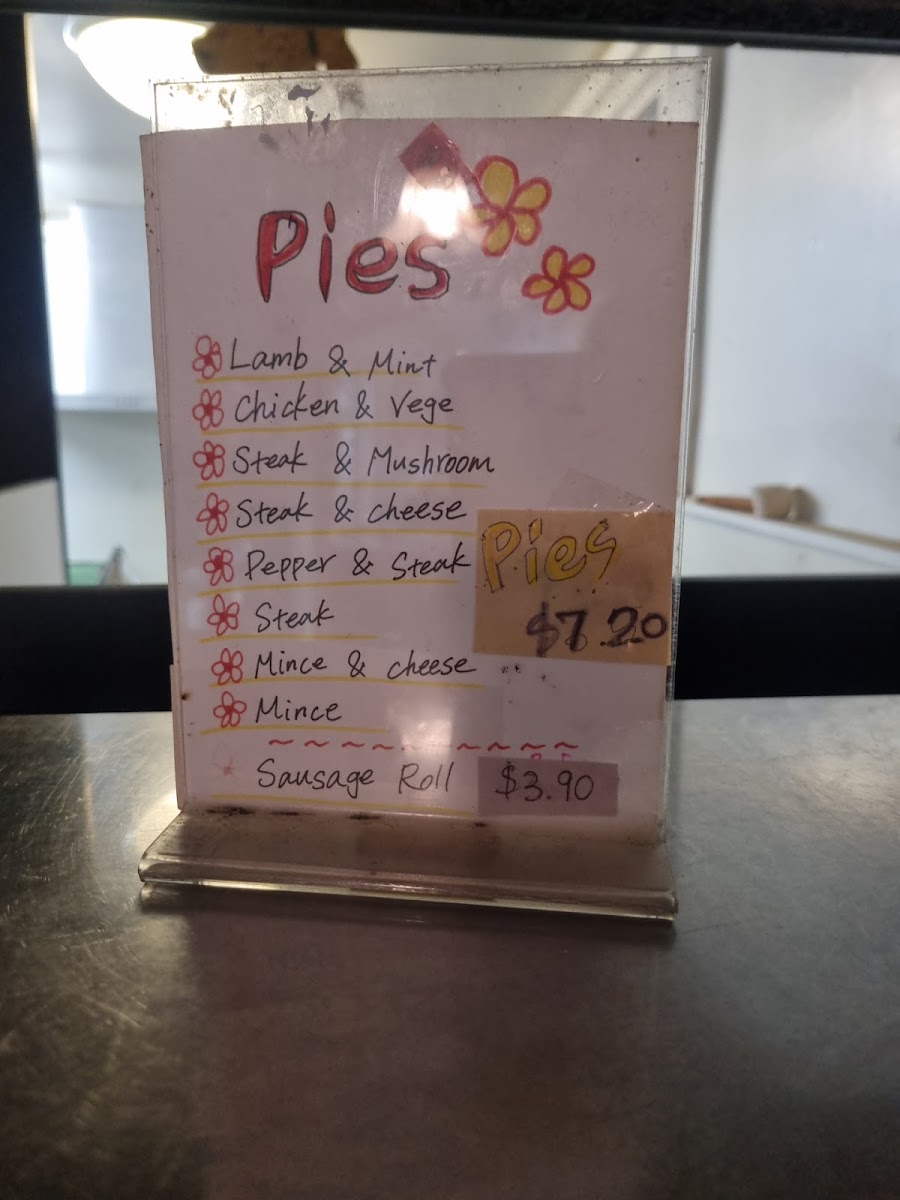 Pies
Lamb & Mint
Chicken & Vege
Steak & Mushroom
Steak & cheese
Pepper & Steak
Pies
$7.20
Steak
Mince & cheese
Mince
Sausage Roll $3.90